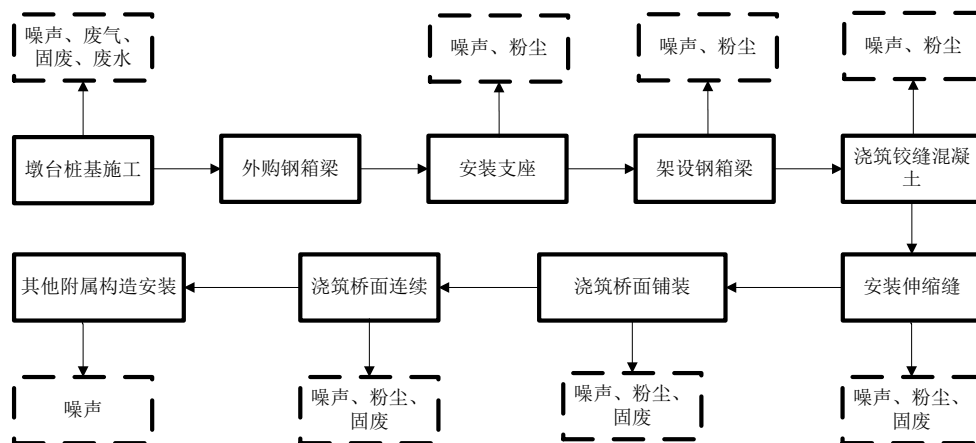 噪声、废气、
固废、废水
噪声、粉尘
噪声、粉尘
噪声、粉尘
墩台桩基施工
外购钢箱梁
安装支座
架设钢箱梁
浇筑铰缝混凝
土
其他附属构造安装
浇筑桥面连续
浇筑桥面铺装
安装伸缩缝
噪声
噪声、粉尘、
固废
噪声、粉尘、
固废
噪声、粉尘、
固废